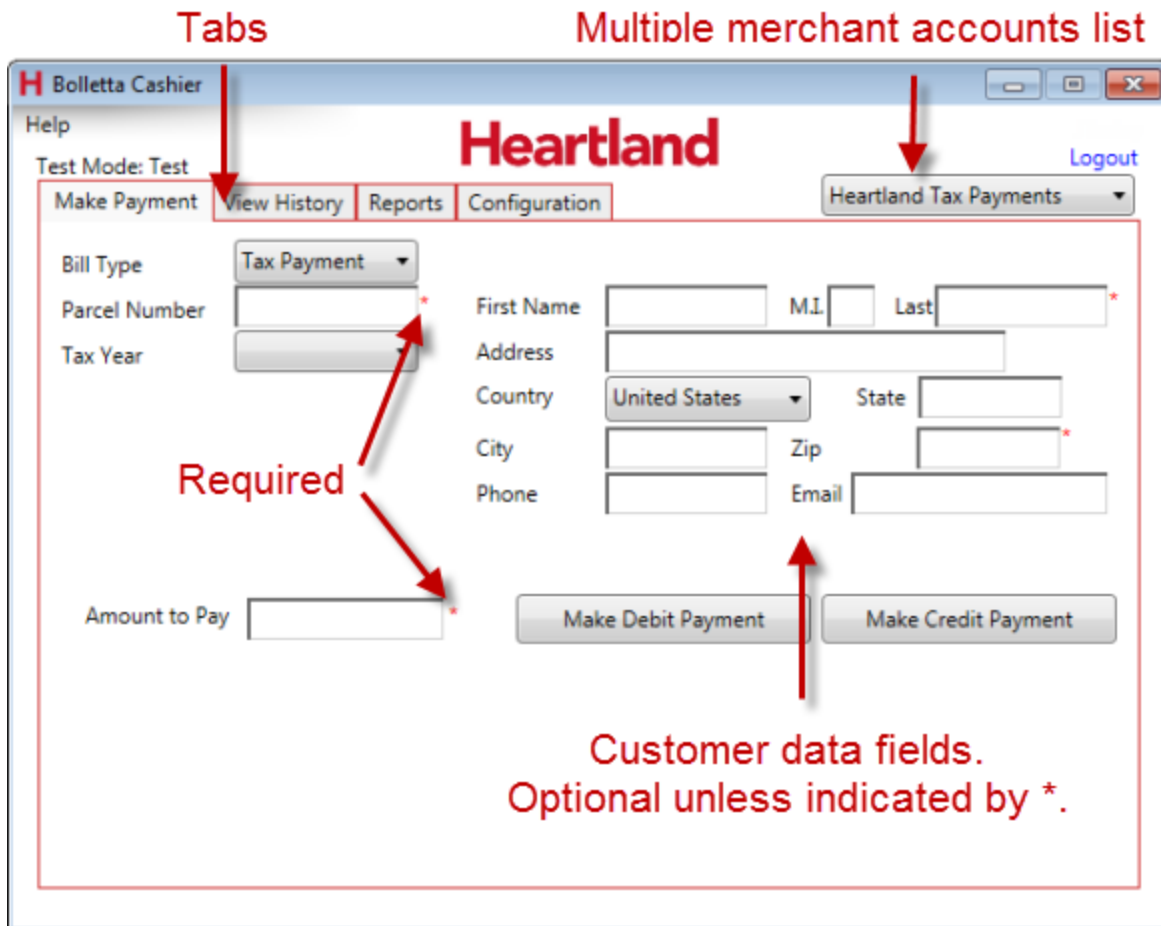 Tabs
Multiple merchant accounts list
H Bolletta Cashier
Help
Heartland
Logout
Test Mode: Test
Make Payment View History Reports Configuration
Heartland Tax Payments
Bill Type Tax Payment
Parcel Number * First Name M.I. Last *
Tax Year Address
Country United States State
City Zip *
Required
Phone Email
Amount to Pay * Make Debit Payment Make Credit Payment
Customer data fields.
Optional unless indicated by *.